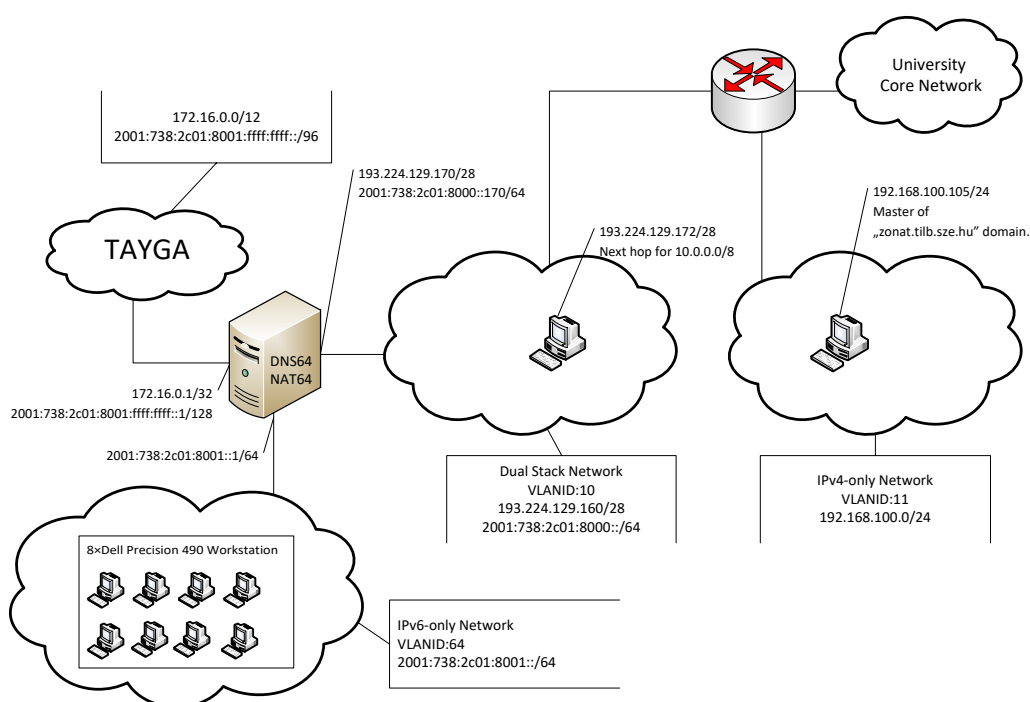 University
Core Network
172.16.0.0/12
2001:738:2c01:8001:ffff:ffff::/96
193.224.129.170/28
2001:738:2c01:8000::170/64
192.168.100.105/24
Master of
„zonat.tilb.sze.hu” domain.
193.224.129.172/28
Next hop for 10.0.0.0/8
TAYGA
DNS64
NAT64
172.16.0.1/32
2001:738:2c01:8001:ffff:ffff::1/128
2001:738:2c01:8001::1/64
Dual Stack Network
VLANID:10
193.224.129.160/28
2001:738:2c01:8000::/64
IPv4-only Network
VLANID:11
192.168.100.0/24
8×Dell Precision 490 Workstation
IPv6-only Network
VLANID:64
2001:738:2c01:8001::/64